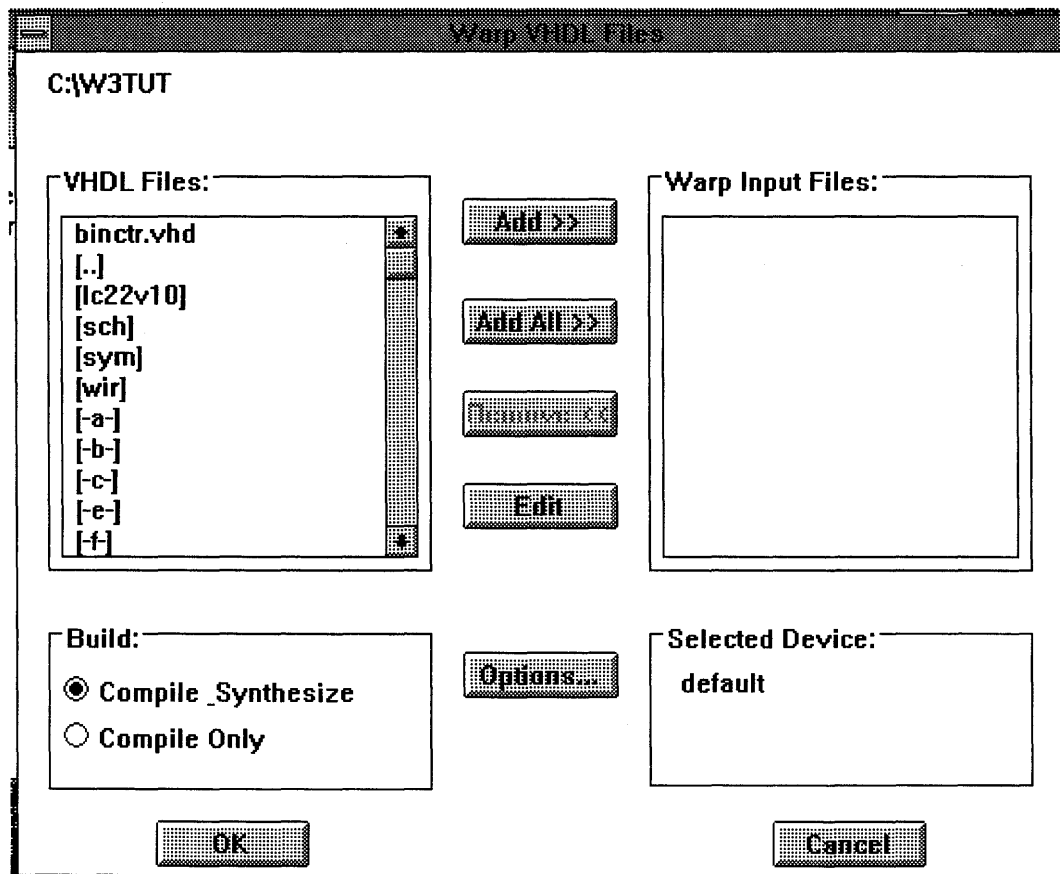 Warp VHDL Files
C:\W3TUT
VHDL Files:
binctr.vhd
[..]
[lc22v10]
[sch]
[sym]
[wir]
[-a-]
[-b-]
[-c-]
[-e-]
[-f-]
Add >>
Add All >>
Remove <<
Edit
Warp Input Files:
Build:
Compile _Synthesize
Compile Only
Options...
Selected Device:
default
OK
Cancel